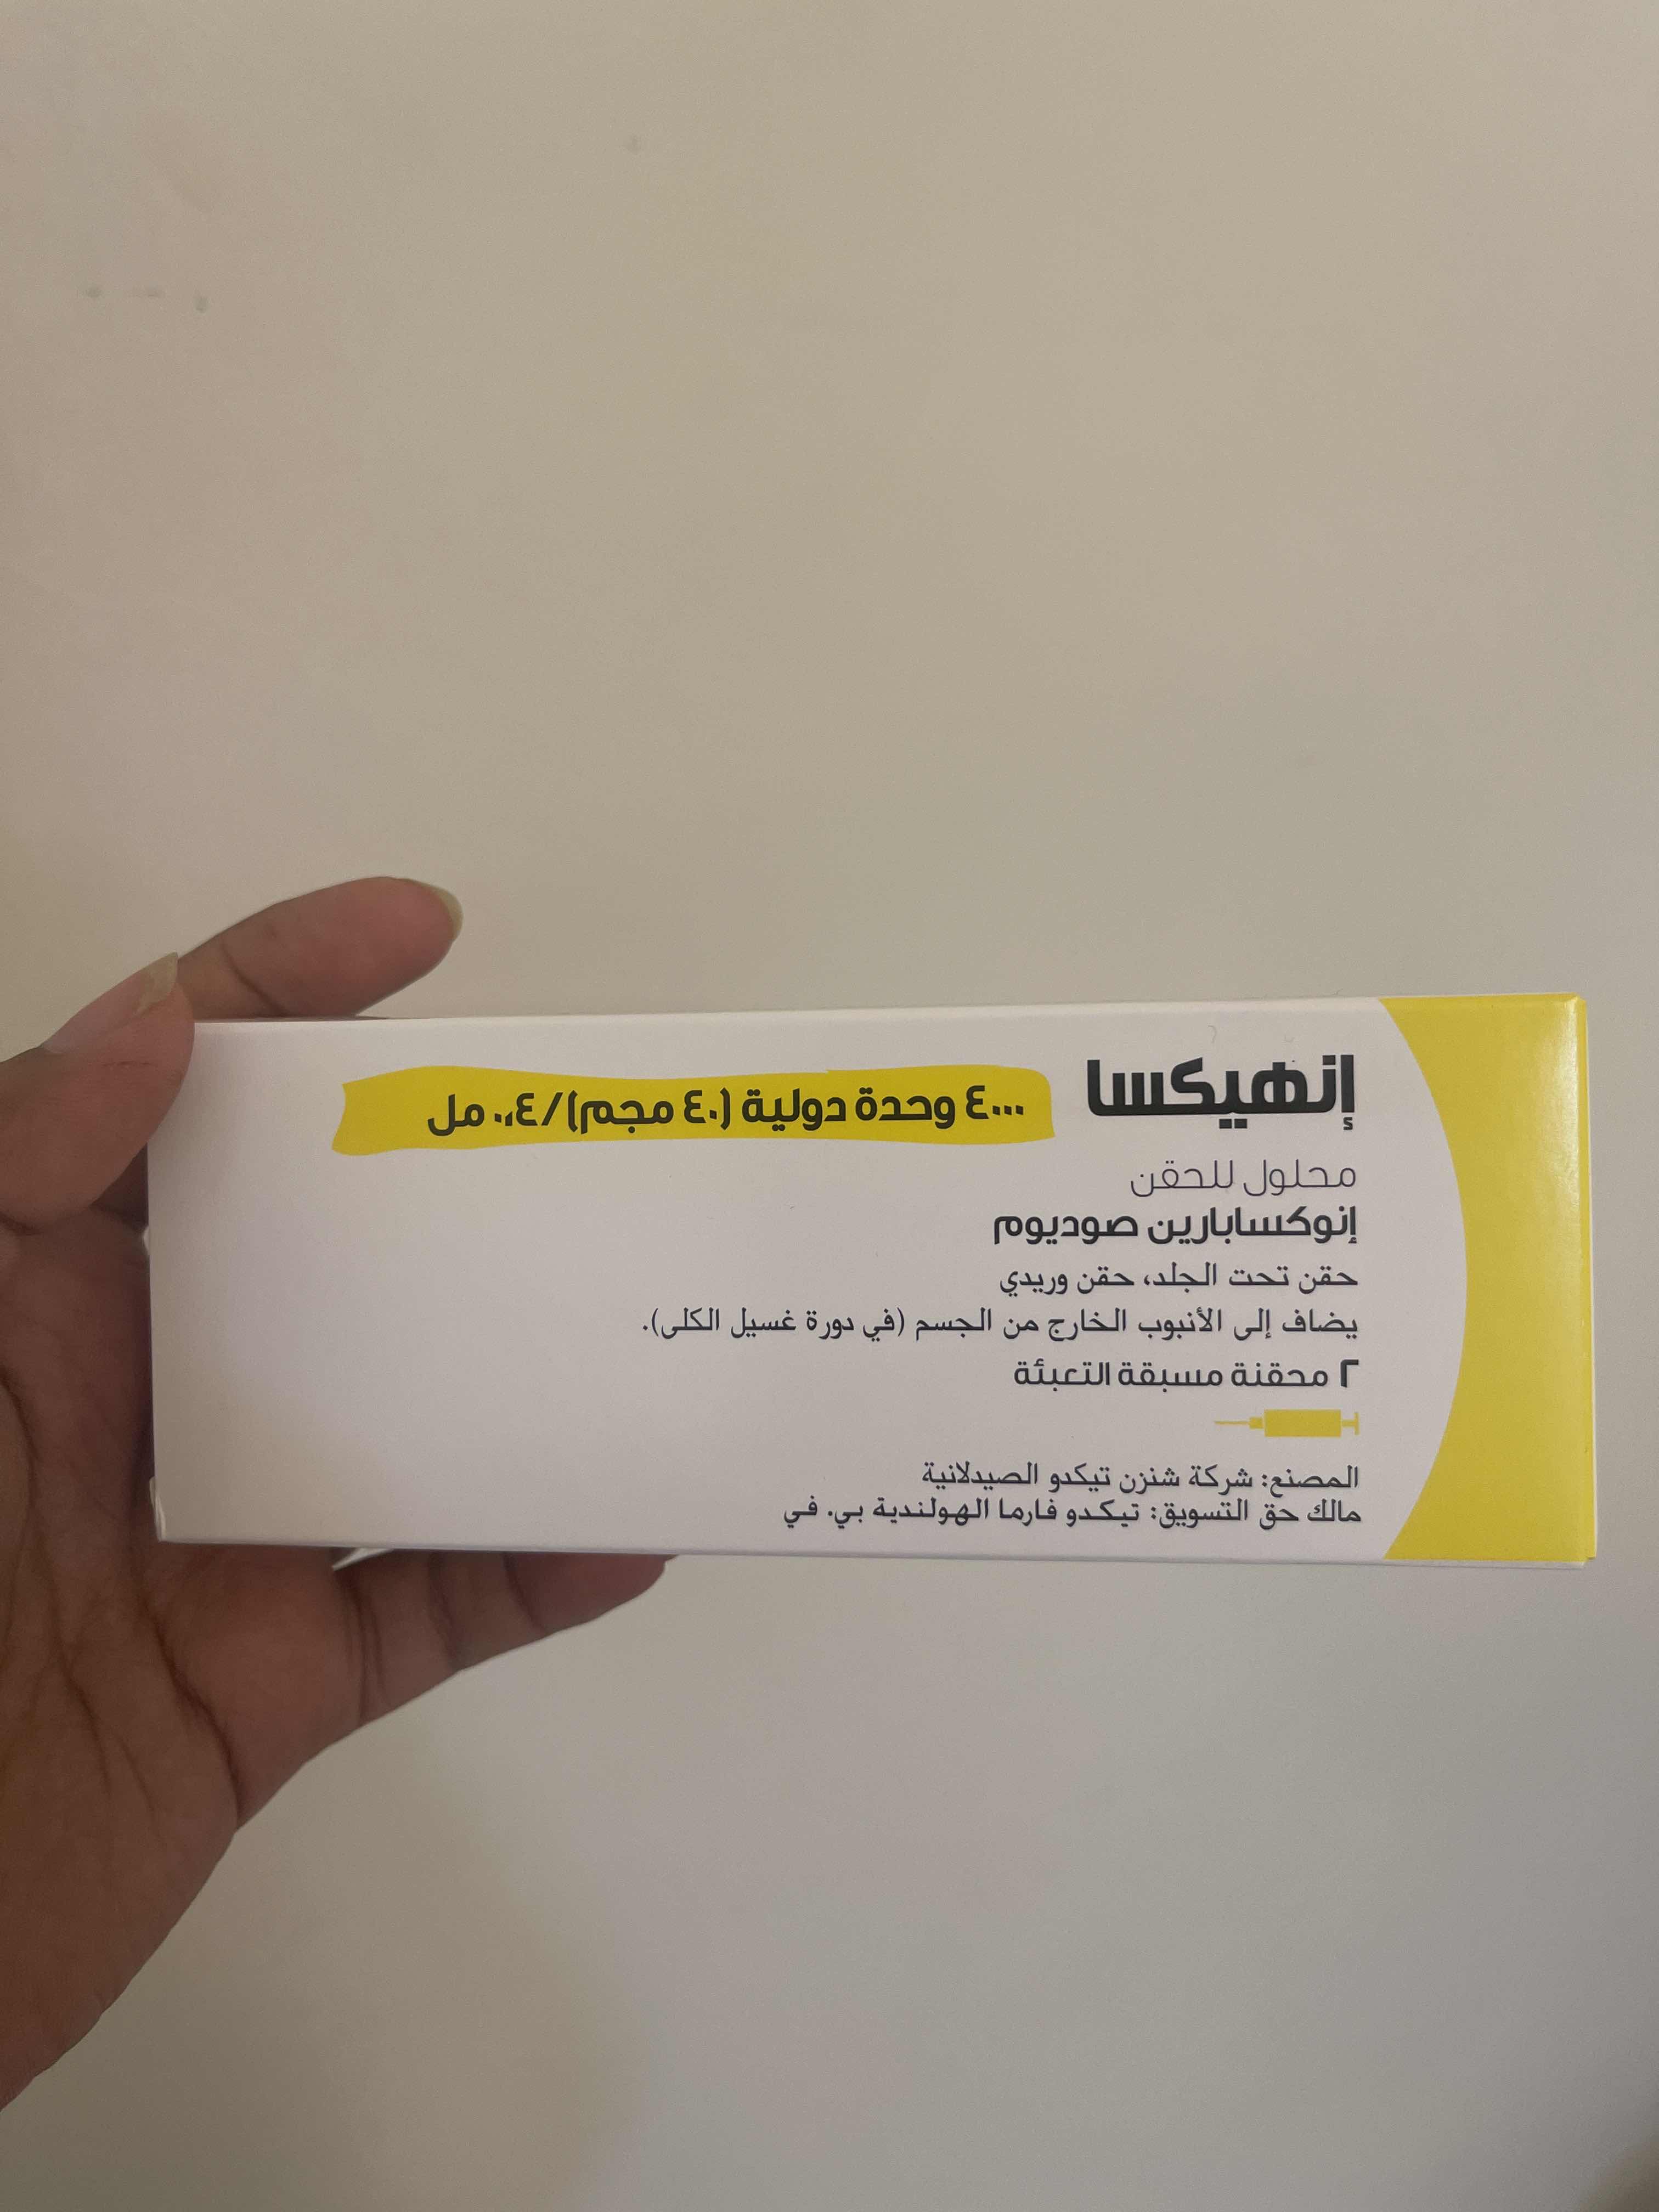 إنهيكسا ٤٠٠٠ وحدة دولية (٤٠ مجم)/٠,٤ مل
محلول للحقن
إنوكسابارين صوديوم
حقن تحت الجلد، حقن وريدي
يضاف إلى الأنبوب الخارج من الجسم (في دورة غسيل الكلى).
٢ محقنة مسبقة التعبئة
المصنع: شركة شنزن تيكدو الصيدلانية
مالك حق التسويق: تيكدو فارما الهولندية بي. في